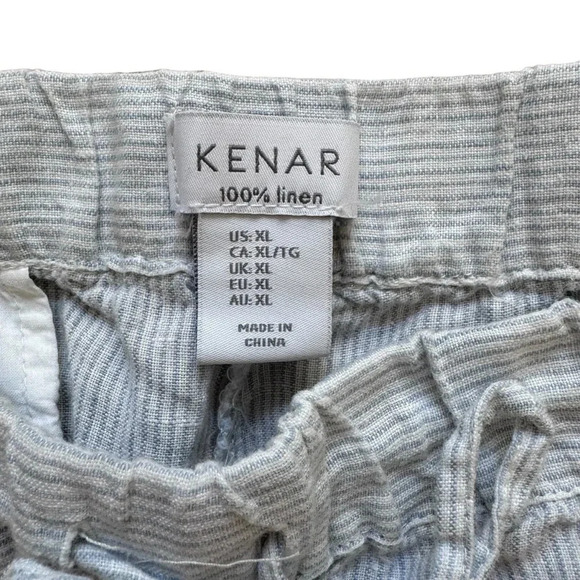 KENAR
100% linen
US: XL
CA: XL/TG
UK: XL
EU: XL
AU: XL
MADE IN
CHINA